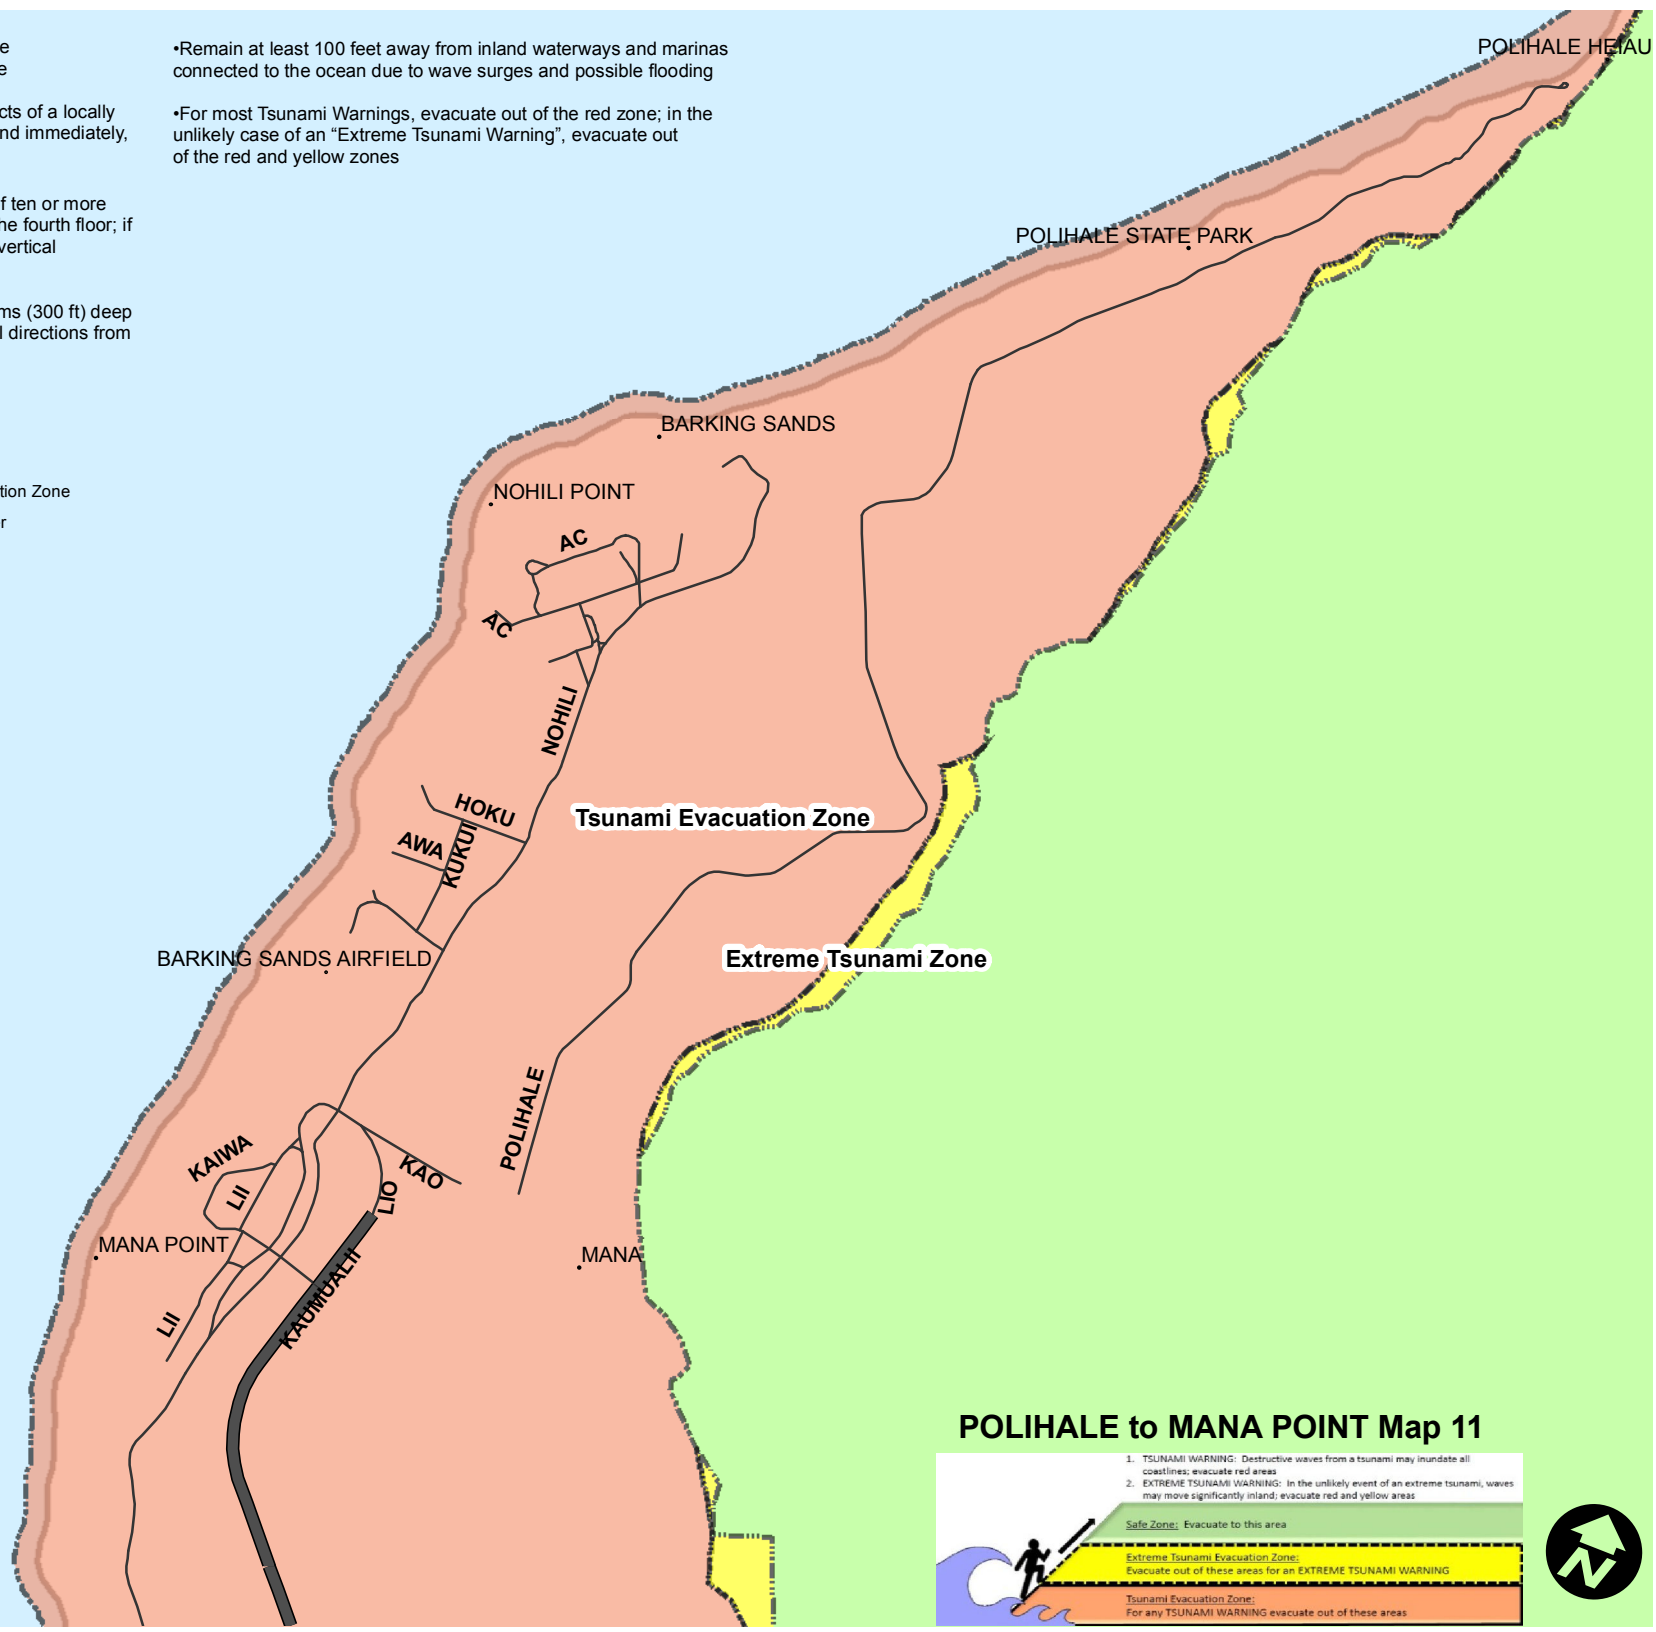 e
e
cts of a locally
nd immediately,
f ten or more
he fourth floor; if
vertical
ms (300 ft) deep
l directions from
tion Zone
er
•Remain at least 100 feet away from inland waterways and marinas
connected to the ocean due to wave surges and possible flooding
•For most Tsunami Warnings, evacuate out of the red zone; in the
unlikely case of an “Extreme Tsunami Warning”, evacuate out
of the red and yellow zones
POLIHALE HEIAU
POLIHALE STATE PARK
BARKING SANDS
NOHILI POINT
AC
AC
NOHILI
HOKU
AWA
KUKUI
Tsunami Evacuation Zone
BARKING SANDS AIRFIELD
Extreme Tsunami Zone
POLIHALE
KAIWA
LII
KAO
LIO
MANA POINT
MANA
KAUMUALII
LII
POLIHALE to MANA POINT Map 11
1. TSUNAMI WARNING: Destructive waves from a tsunami may inundate all
coastlines; evacuate red areas
2. EXTREME TSUNAMI WARNING: In the unlikely event of an extreme tsunami, waves
may move significantly inland; evacuate red and yellow areas
Safe Zone: Evacuate to this area
Extreme Tsunami Evacuation Zone:
Evacuate out of these areas for an EXTREME TSUNAMI WARNING
Tsunami Evacuation Zone:
For any TSUNAMI WARNING evacuate out of these areas
N